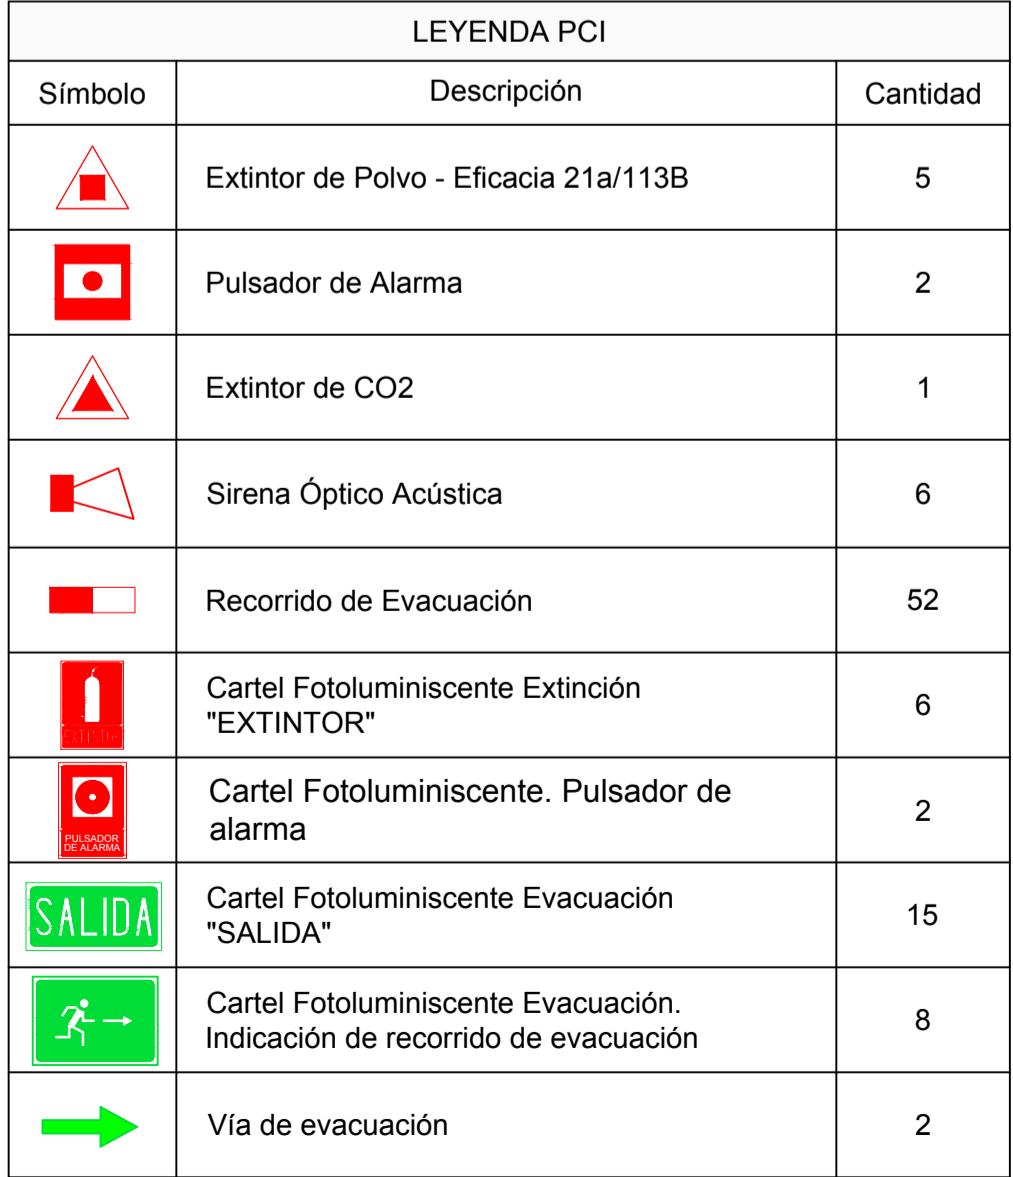 LEYENDA PCI
Símbolo Descripción Cantidad
Extintor de Polvo - Eficacia 21a/113B 5
Pulsador de Alarma 2
Extintor de CO2 1
Sirena Óptico Acústica 6
Recorrido de Evacuación 52
Cartel Fotoluminiscente Extinción
"EXTINTOR" 6
Cartel Fotoluminiscente. Pulsador de
alarma 2
PULSADOR
DE ALARMA
SALIDA
Cartel Fotoluminiscente Evacuación
"SALIDA" 15
Cartel Fotoluminiscente Evacuación.
Indicación de recorrido de evacuación 8
Vía de evacuación 2